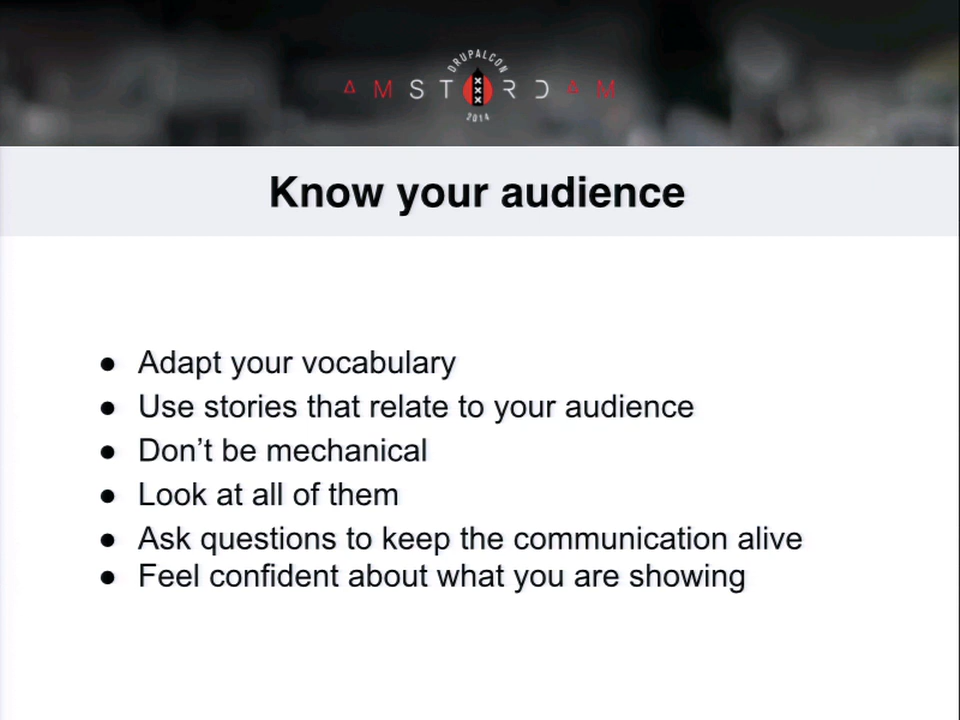 DRUPALCON
AMSTERDAM
2014
Know your audience
● Adapt your vocabulary
● Use stories that relate to your audience
● Don’t be mechanical
● Look at all of them
● Ask questions to keep the communication alive
● Feel confident about what you are showing